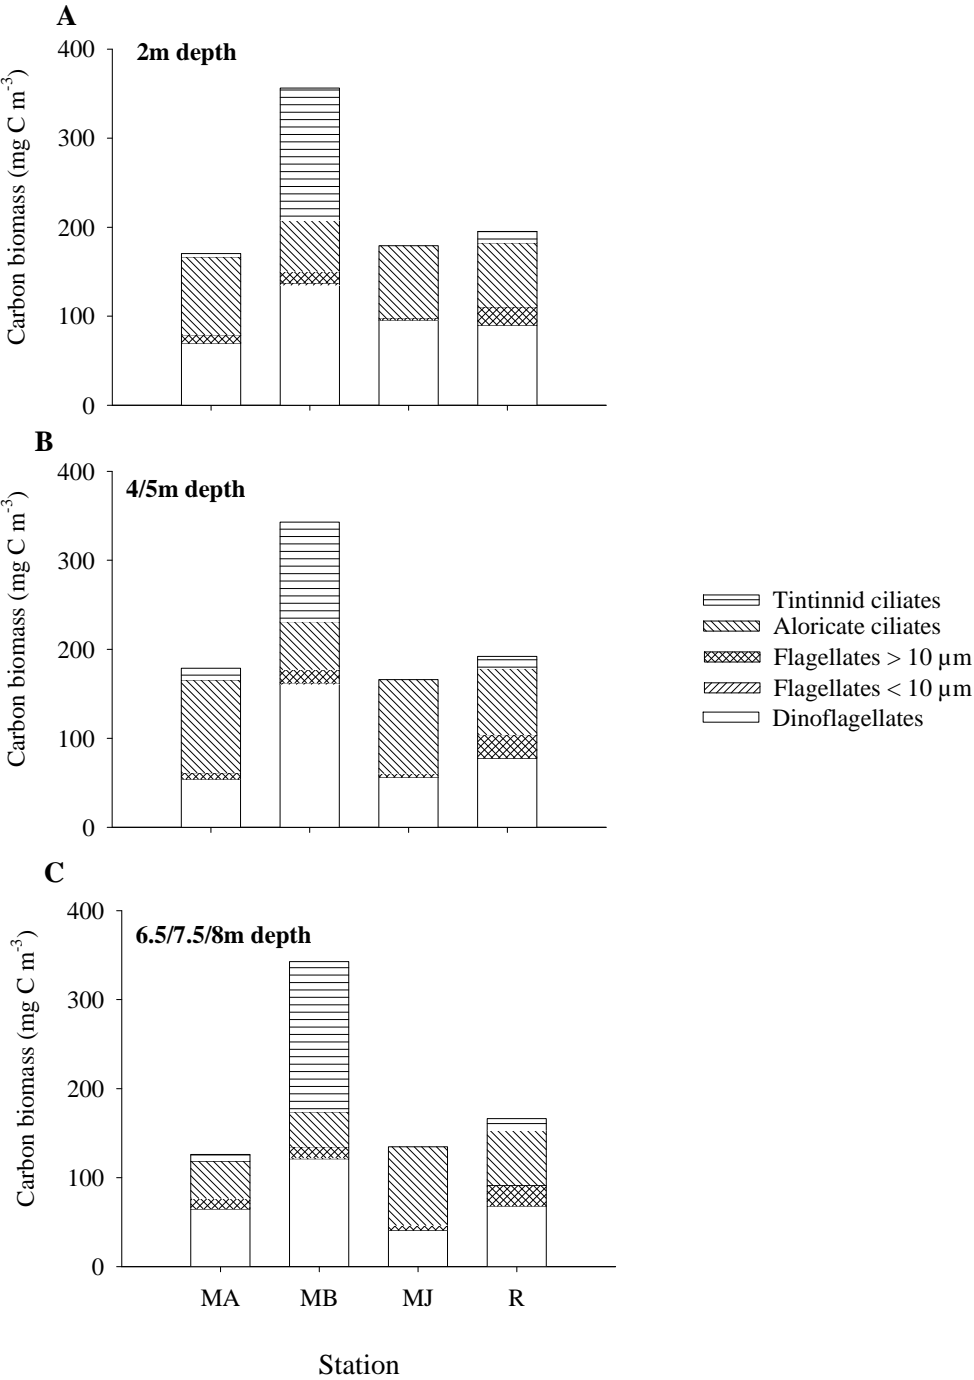 A
2m depth
400
300
200
100
0
Carbon biomass (mg C m-3)
B
4/5m depth
400
300
200
100
0
Carbon biomass (mg C m-3)
Tintinnid ciliates
Aloricate ciliates
Flagellates > 10 µm
Flagellates < 10 µm
Dinoflagellates
C
6.5/7.5/8m depth
400
300
200
100
0
Carbon biomass (mg C m-3)
MA MB MJ R
Station